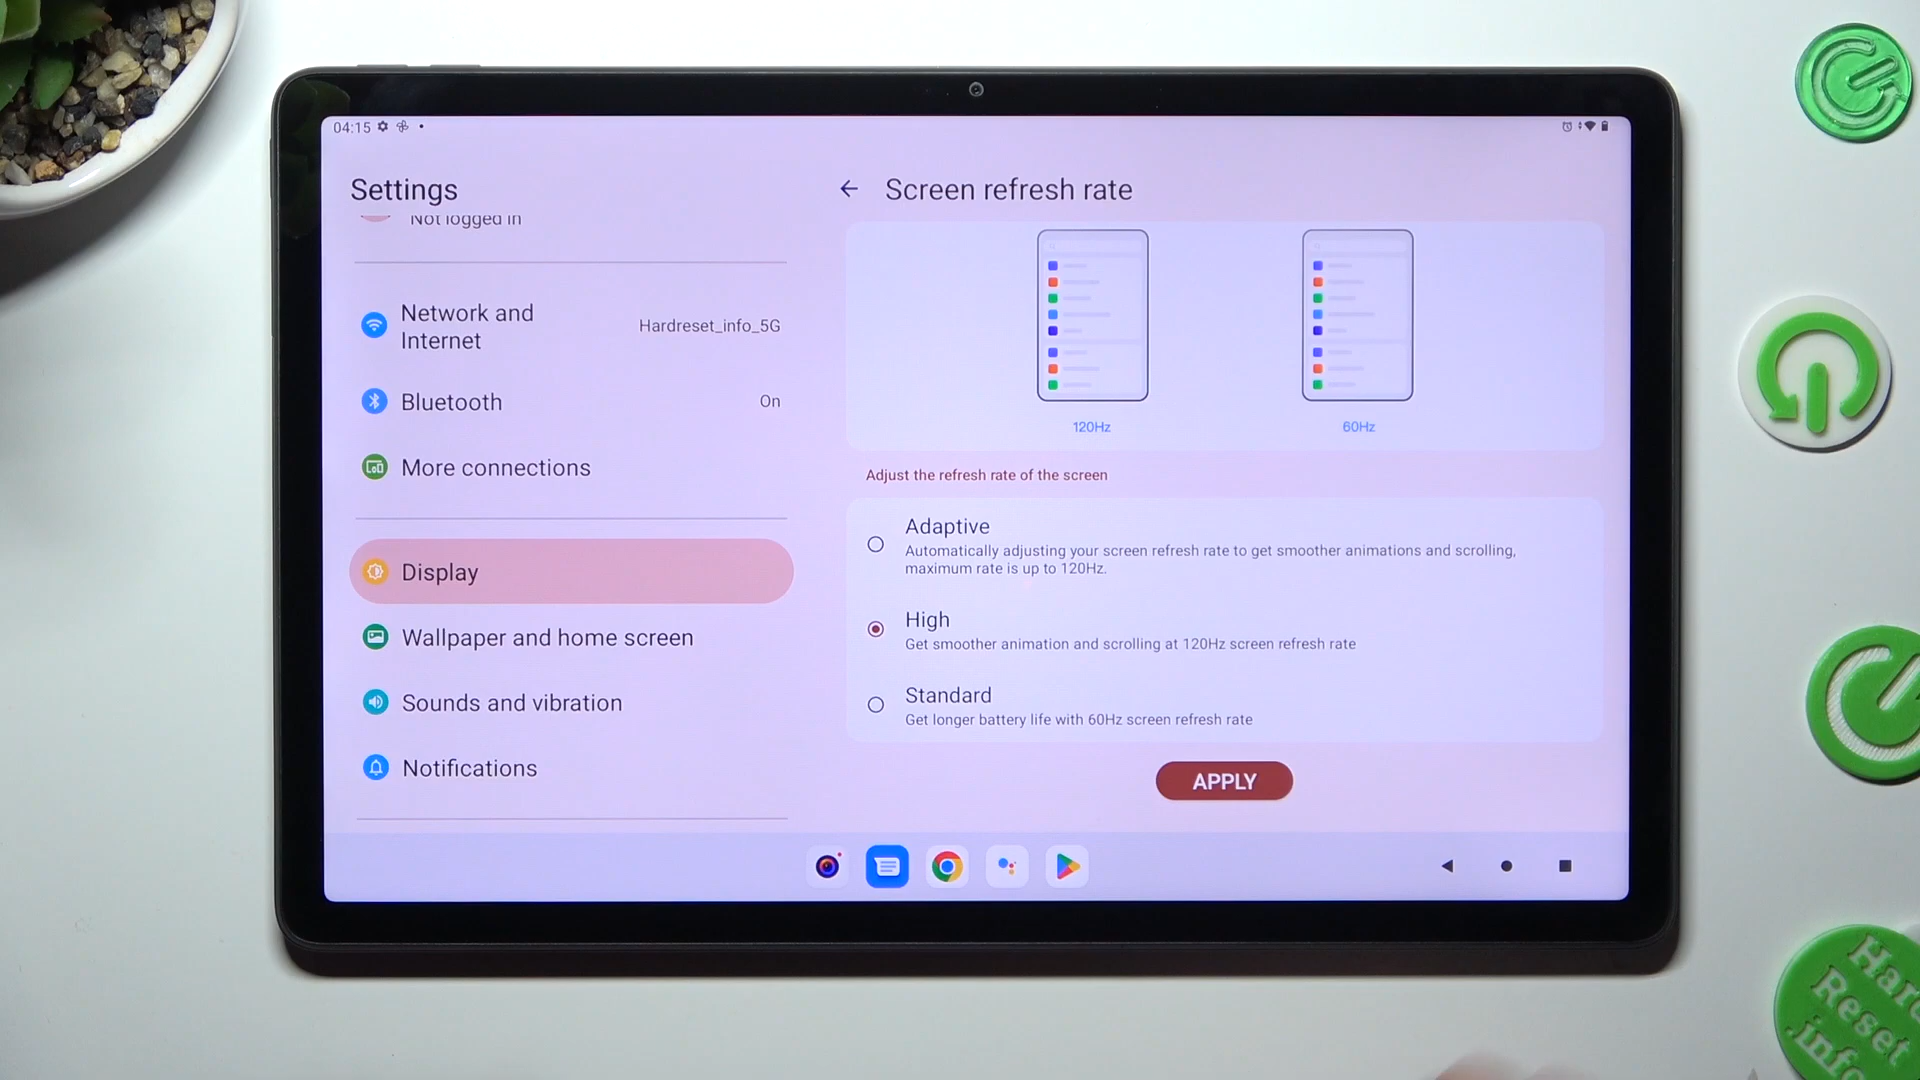 04:15
Settings
Not logged in
Network and
Internet
Hardreset_info_5G
Bluetooth
On
More connections
Display
Wallpaper and home screen
Sounds and vibration
Notifications
Screen refresh rate
120Hz
60Hz
Adjust the refresh rate of the screen
Adaptive
Automatically adjusting your screen refresh rate to get smoother animations and scrolling,
maximum rate is up to 120Hz.
High
Get smoother animation and scrolling at 120Hz screen refresh rate
Standard
Get longer battery life with 60Hz screen refresh rate
APPLY
Hard
Reset
.info